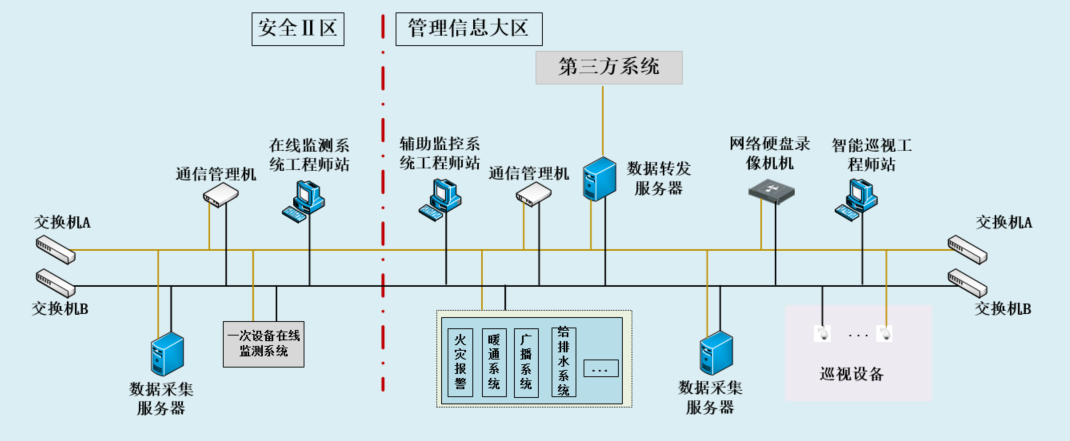 安全Ⅱ区
管理信息大区
第三方系统
在线监测系
统工程师站
辅助监控系
统工程师站
网络硬盘录
像机机
智能巡视工
程师站
通信管理机
通信管理机
数据转发
服务器
交换机A
交换机A
交换机B
交换机B
一次设备在线
监测系统
火灾报警
暖通系统
广播系统
给排水系统
...
...
巡视设备
数据采集
服务器
数据采集
服务器